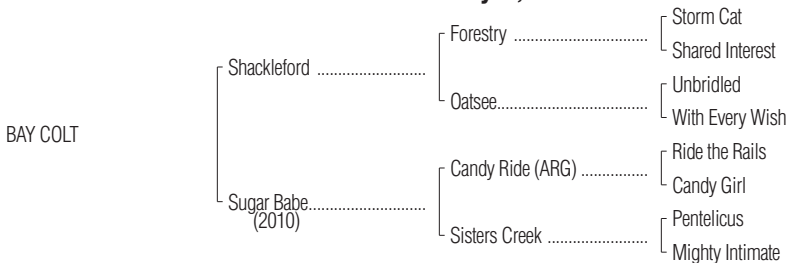 Storm Cat
Forestry ..............................
Shared Interest
Shackleford ........................
Unbridled
Oatsee..................................
With Every Wish
BAY COLT
Ride the Rails
Candy Ride (ARG) ...............
Candy Girl
Sugar Babe..........................
(2010)
Pentelicus
Sisters Creek ......................
Mighty Intimate